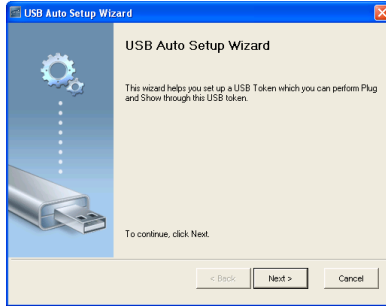 USB Auto Setup Wizard
USB Auto Setup Wizard
This wizard helps you set up a USB Token which you can perform Plug
and Show through this USB token.
To continue, click Next.
< Back
Next >
Cancel